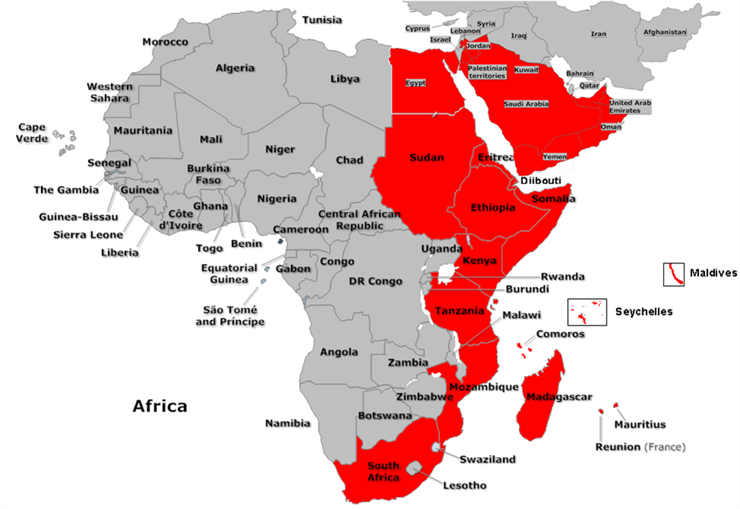 Tunisia
Cyprus
Lebanon
Syria
Israel
Iraq
Iran
Afghanistan
Morocco
Jordan
Algeria
Libya
Egypt
Palestinian
territories
Kuwait
Bahrain
Qatar
Western
Sahara
Saudi Arabia
United Arab
Emirates
Oman
Cape
Verde
Mauritania
Mali
Niger
Chad
Sudan
Eritrea
Yemen
Senegal
Djibouti
The Gambia
Guinea
Burkina
Faso
Nigeria
Ethiopia
Somalia
Guinea-Bissau
Ghana
Côte
d'Ivoire
Central African
Republic
Sierra Leone
Liberia
Togo
Benin
Cameroon
Uganda
Kenya
Equatorial
Guinea
Gabon
Congo
DR Congo
Rwanda
Burundi
Maldives
São Tomé
and Príncipe
Tanzania
Malawi
Seychelles
Comoros
Angola
Zambia
Mozambique
Madagascar
Africa
Zimbabwe
Namibia
Botswana
Mauritius
Reunion (France)
Swaziland
South
Africa
Lesotho